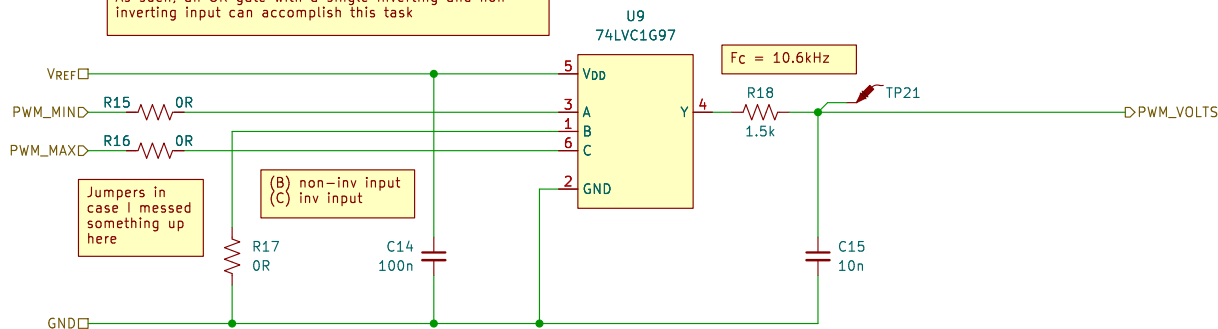 inverting input can accomplish this task
U9
74LVC1G97
Fc = 10.6kHz
VREF
5
VDD
R18
TP21
PWM_MIN
R15
0R
3
A
Y
4
1.5k
PWM_VOLTS
1
B
PWM_MAX
R16
0R
6
C
(B) non-inv input
(C) inv input
2
GND
Jumpers in
case I messed
something up
here
R17
0R
C14
100n
C15
10n
GND